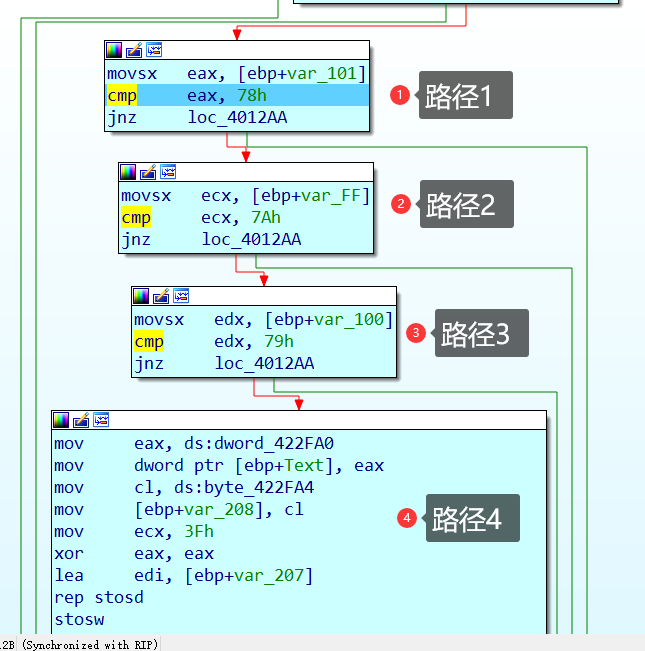 movsx eax, [ebp+var_101]
cmp eax, 78h
jnz loc_4012AA
1 路径1
movsx ecx, [ebp+var_FF]
cmp ecx, 7Ah
jnz loc_4012AA
2 路径2
movsx edx, [ebp+var_100]
cmp edx, 79h
jnz loc_4012AA
3 路径3
mov eax, ds:dword_422FA0
mov dword ptr [ebp+Text], eax
mov cl, ds:byte_422FA4
mov [ebp+var_208], cl
mov ecx, 3Fh
xor eax, eax
lea edi, [ebp+var_207]
rep stosd
stosw
4 路径4
2B (Synchronized with RIP)